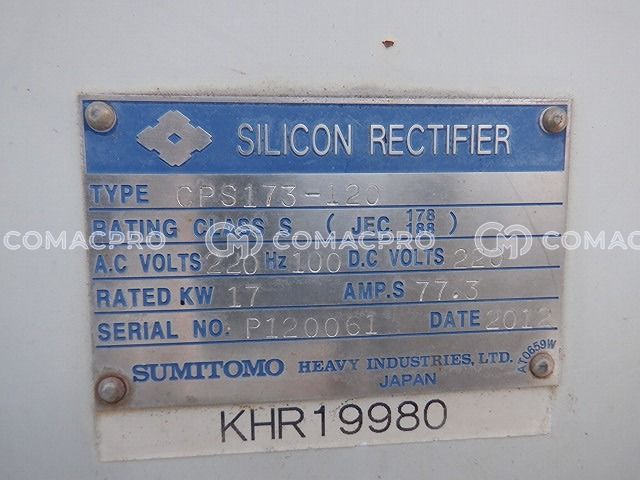 SILICON RECTIFIER
TYPE CPS173-120
RATING CLASS S ( JEC 178 188 )
COMACPRO COMACPRO COMACPRO
A.C VOLTS 220 Hz 100 D.C VOLTS 220
RATED KW 17 AMP.S 77.3
SERIAL NO. P120061 DATE 2012
SUMITOMO HEAVY INDUSTRIES, LTD.
JAPAN
AT0659W
KHR19980